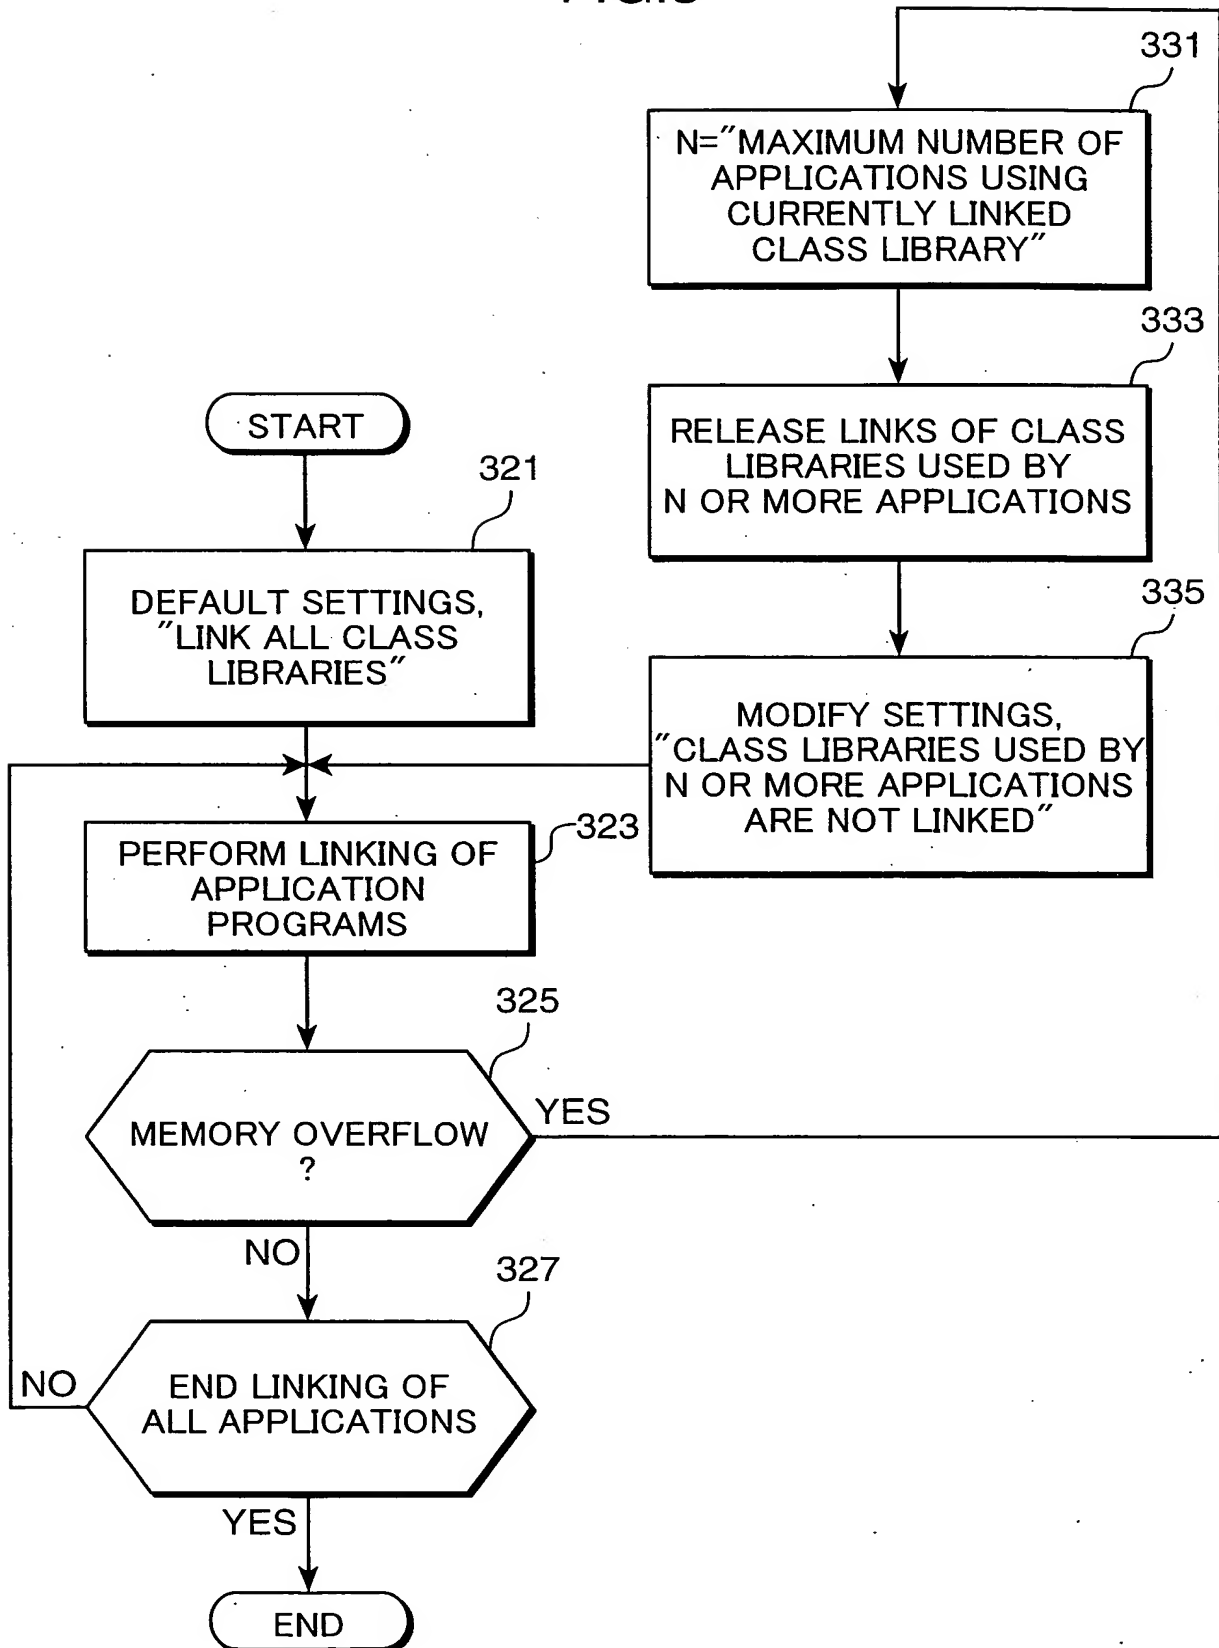 331
N="MAXIMUM NUMBER OF
APPLICATIONS USING
CURRENTLY LINKED
CLASS LIBRARY"
333
RELEASE LINKS OF CLASS
LIBRARIES USED BY
N OR MORE APPLICATIONS
335
MODIFY SETTINGS,
"CLASS LIBRARIES USED BY
N OR MORE APPLICATIONS
ARE NOT LINKED"
START
321
DEFAULT SETTINGS,
"LINK ALL CLASS
LIBRARIES"
323
PERFORM LINKING OF
APPLICATION
PROGRAMS
325
MEMORY OVERFLOW
?
YES
NO
327
END LINKING OF
ALL APPLICATIONS
NO
YES
END